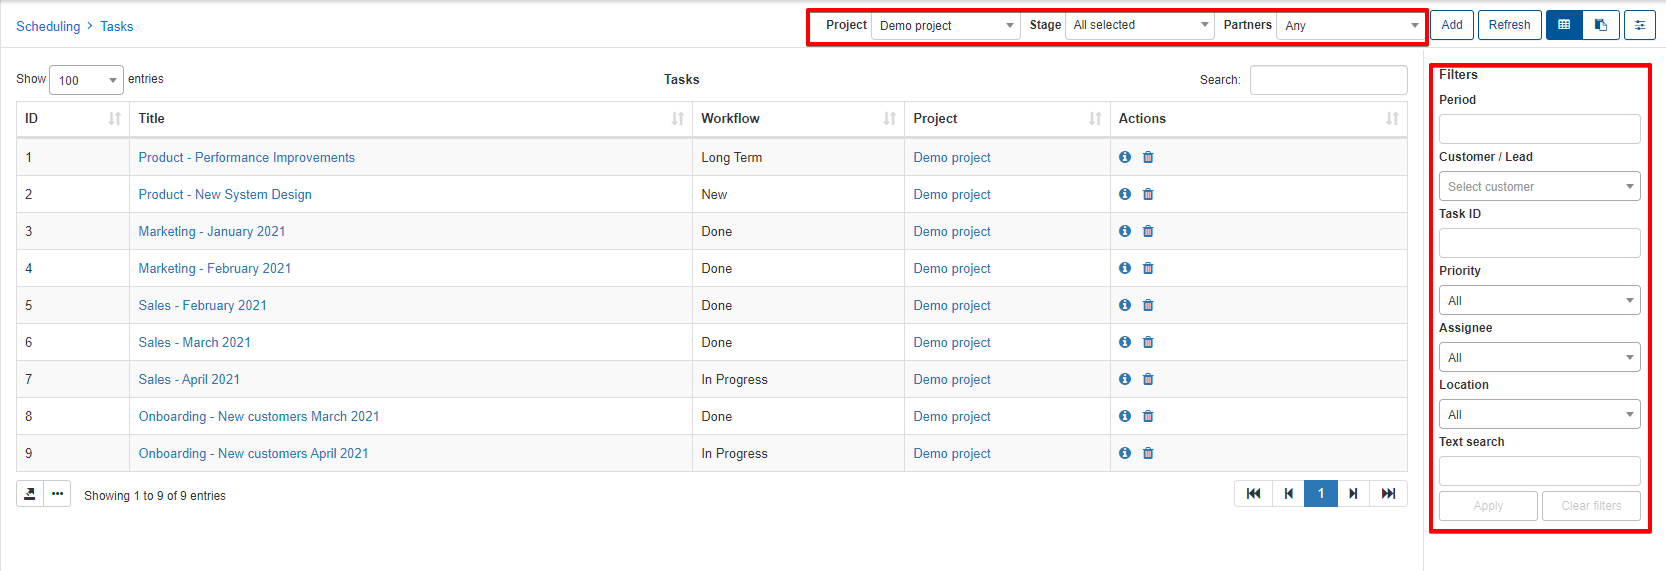 Scheduling > Tasks
Project Demo project Stage All selected Partners Any Add Refresh
Show 100 entries Tasks Search:
ID Title Workflow Project Actions
1 Product - Performance Improvements Long Term Demo project
2 Product - New System Design New Demo project
3 Marketing - January 2021 Done Demo project
4 Marketing - February 2021 Done Demo project
5 Sales - February 2021 Done Demo project
6 Sales - March 2021 Done Demo project
7 Sales - April 2021 In Progress Demo project
8 Onboarding - New customers March 2021 Done Demo project
9 Onboarding - New customers April 2021 In Progress Demo project
Showing 1 to 9 of 9 entries 1
Filters
Period
Customer / Lead
Select customer
Task ID
Priority
All
Assignee
All
Location
All
Text search
Apply Clear filters